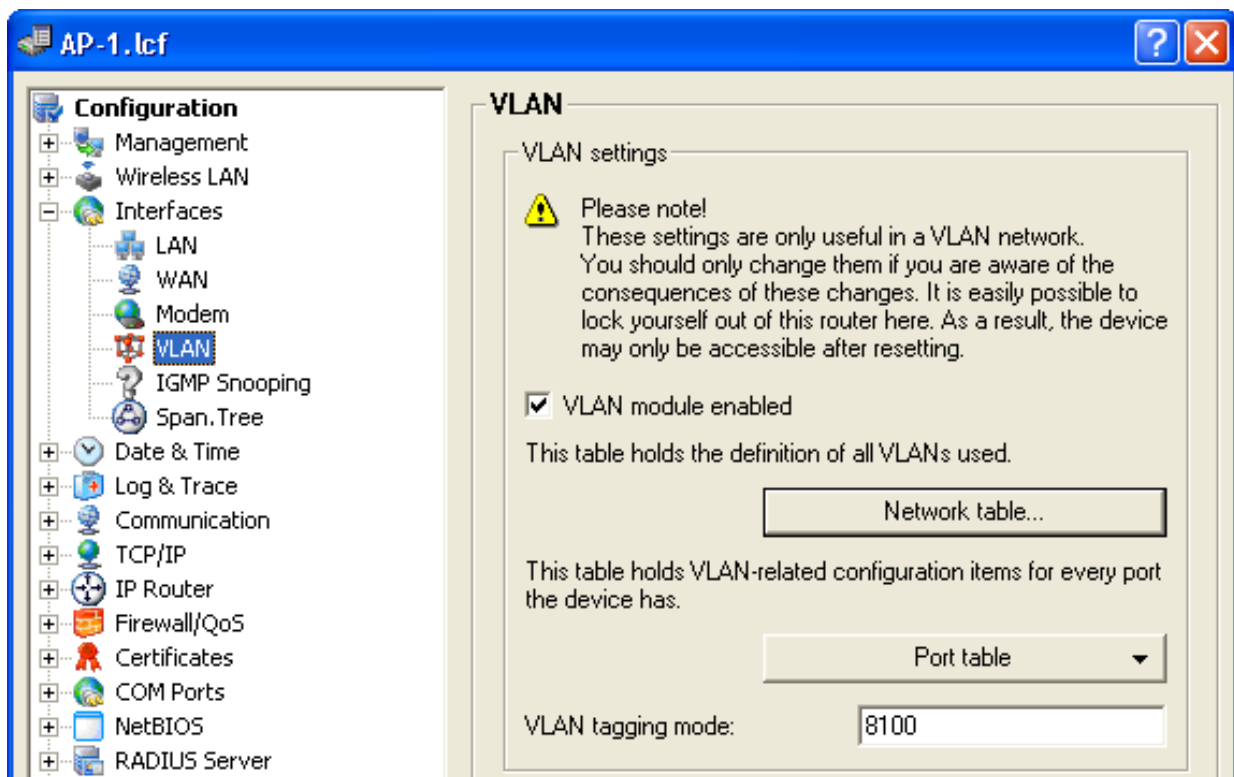 AP-1.lcf
Configuration
Management
Wireless LAN
Interfaces
LAN
WAN
Modem
VLAN
IGMP Snooping
Span.Tree
Date & Time
Log & Trace
Communication
TCP/IP
IP Router
Firewall/QoS
Certificates
COM Ports
NetBIOS
RADIUS Server
VLAN
VLAN settings
Please note!
These settings are only useful in a VLAN network.
You should only change them if you are aware of the
consequences of these changes. It is easily possible to
lock yourself out of this router here. As a result, the device
may only be accessible after resetting.
VLAN module enabled
This table holds the definition of all VLANs used.
Network table...
This table holds VLAN-related configuration items for every port
the device has.
Port table
VLAN tagging mode: 8100